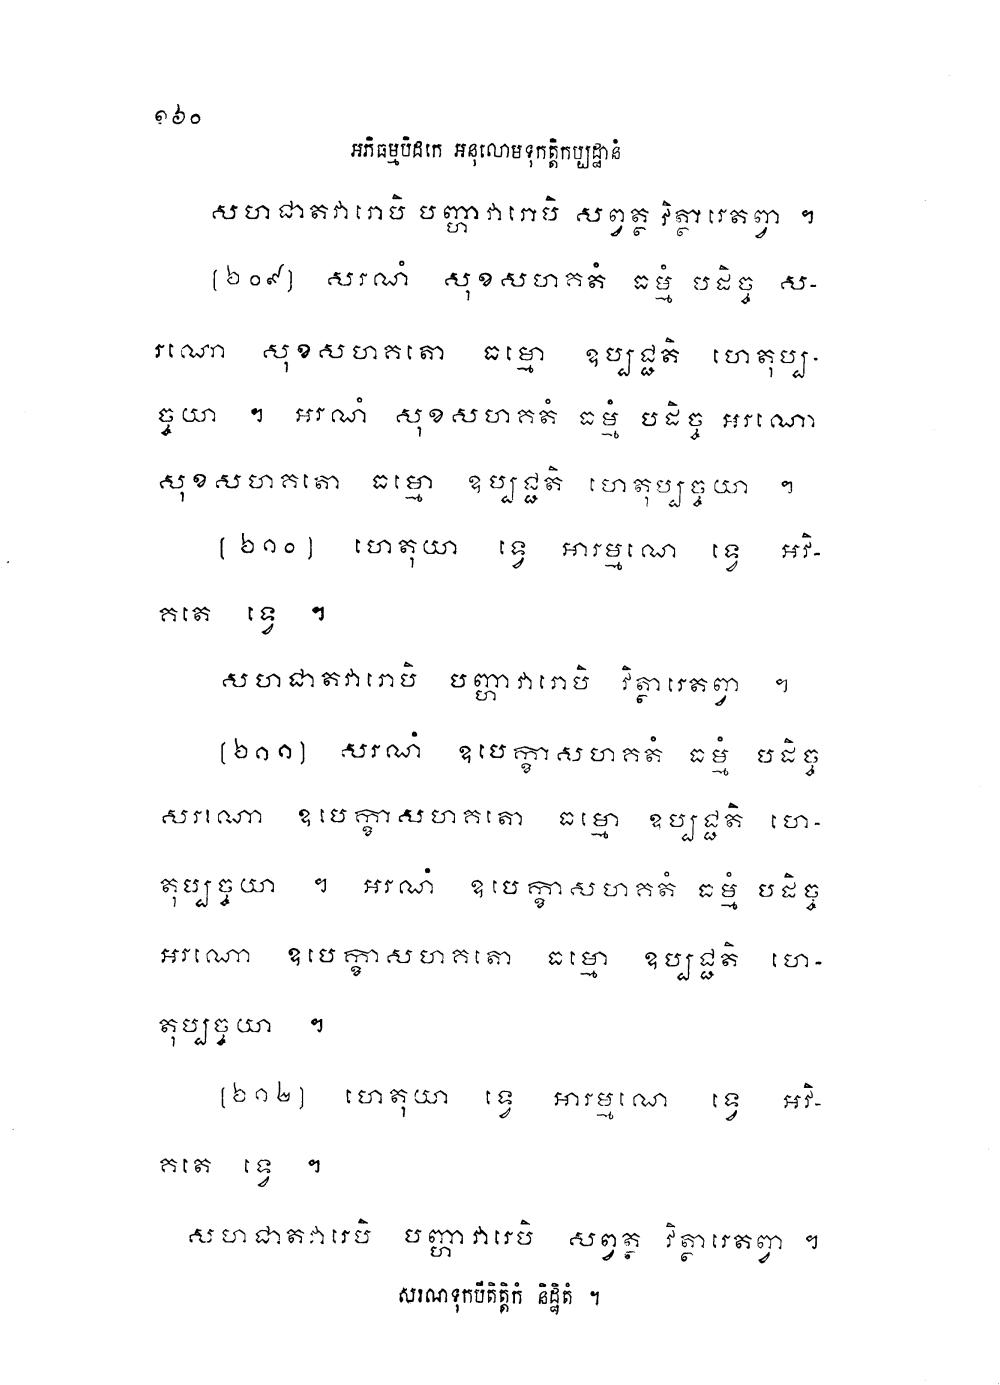 ១៦០
អភិធម្មបិដកេ អនុលោមទុកត្តិកប្បដ្ឋានំ
សហជាតវារោបិ បញ្ហាវារោបិ សព្វត្ថ វិត្ថារេតព្វា ។
[៦០៩] សរណំ សុខសហគតំ ធម្មំ បដិច្ច ស-
រណោ សុខសហគតោ ធម្មោ ឧប្បជ្ជតិ ហេតុប្ប-
ច្ចយា ។ អរណំ សុខសហគតំ ធម្មំ បដិច្ច អរណោ
សុខសហគតោ ធម្មោ ឧប្បជ្ជតិ ហេតុប្បច្ចយា ។
[៦១០] ហេតុយា ទ្វេ អារម្មណេ ទ្វេ អវិ-
គតេ ទ្វេ ។
សហជាតវារោបិ បញ្ហាវារោបិ វិត្ថារេតព្វា ។
[៦១១] សរណំ ឧបេក្ខាសហគតំ ធម្មំ បដិច្ច
សរណោ ឧបេក្ខាសហគតោ ធម្មោ ឧប្បជ្ជតិ ហេ-
តុប្បច្ចយា ។ អរណំ ឧបេក្ខាសហគតំ ធម្មំ បដិច្ច
អរណោ ឧបេក្ខាសហគតោ ធម្មោ ឧប្បជ្ជតិ ហេ-
តុប្បច្ចយា ។
[៦១២] ហេតុយា ទ្វេ អារម្មណេ ទ្វេ អវិ-
គតេ ទ្វេ ។
សហជាតវារេបិ បញ្ហាវារេបិ សព្វត្ថ វិត្ថារេតព្វា ។
សរណទុកបីតិត្តិកំ និដ្ឋិតំ ។